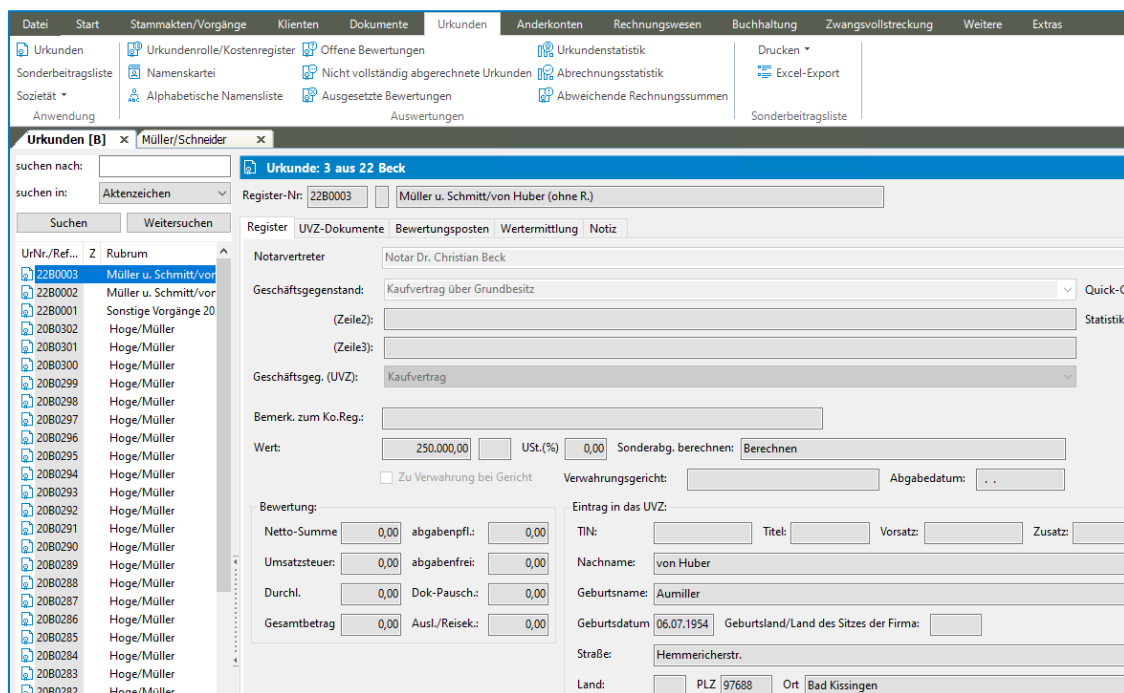 Datei Start Stammakten/Vorgänge Klienten Dokumente Urkunden Anderkonten Rechnungswesen Buchhaltung Zwangsvollstreckung Weitere Extras
Urkunden Urkundenrolle/Kostenregister Offene Bewertungen Urkundenstatistik Drucken
Sonderbeitragsliste Namenskartei Nicht vollständig abgerechnete Urkunden Abrechnungsstatistik Excel-Export
Sozietät Alphabetische Namensliste Ausgesetzte Bewertungen Abweichende Rechnungssummen
Anwendung Auswertungen Sonderbeitragsliste
Urkunden [B] Müller/Schneider
suchen nach:
suchen in: Aktenzeichen
Suchen Weitersuchen
UrNr./Ref... Z Rubrum
22B0003 Müller u. Schmitt/vor
22B0002 Müller u. Schmitt/vor
22B0001 Sonstige Vorgänge 20
20B0302 Hoge/Müller
20B0301 Hoge/Müller
20B0300 Hoge/Müller
20B0299 Hoge/Müller
20B0298 Hoge/Müller
20B0297 Hoge/Müller
20B0296 Hoge/Müller
20B0295 Hoge/Müller
20B0294 Hoge/Müller
20B0293 Hoge/Müller
20B0292 Hoge/Müller
20B0291 Hoge/Müller
20B0290 Hoge/Müller
20B0289 Hoge/Müller
20B0288 Hoge/Müller
20B0287 Hoge/Müller
20B0286 Hoge/Müller
20B0285 Hoge/Müller
20B0284 Hoge/Müller
20B0283 Hoge/Müller
20B0282 Hoge/Müller
Urkunde: 3 aus 22 Beck
Register-Nr: 22B0003 Müller u. Schmitt/von Huber (ohne R.)
Register UVZ-Dokumente Bewertungsposten Wertermittlung Notiz
Notarvertreter Notar Dr. Christian Beck
Geschäftsgegenstand: Kaufvertrag über Grundbesitz Quick-
(Zeile2): Statistik
(Zeile3):
Geschäftsgeg. (UVZ): Kaufvertrag
Bemerk. zum Ko.Reg.:
Wert: 250.000,00 USt.(%) 0,00 Sonderabg. berechnen: Berechnen
Zu Verwahrung bei Gericht Verwahrungsgericht: Abgabedatum: . .
Bewertung:
Netto-Summe 0,00 abgabenpfl.: 0,00
Umsatzsteuer: 0,00 abgabenfrei: 0,00
Durchl. 0,00 Dok-Pausch.: 0,00
Gesamtbetrag 0,00 Ausl./Reisek.: 0,00
Eintrag in das UVZ:
TIN: Titel: Vorsatz: Zusatz:
Nachname: von Huber
Geburtsname: Aumiller
Geburtsdatum 06.07.1954 Geburtsland/Land des Sitzes der Firma:
Straße: Hemmericherstr.
Land: PLZ 97688 Ort Bad Kissingen